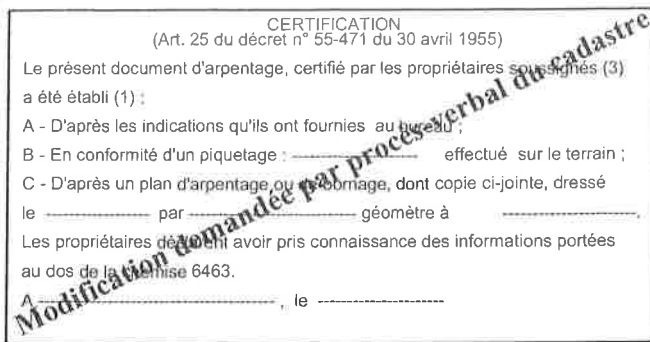 CERTIFICATION
(Art. 25 du décret n° 55-471 du 30 avril 1955)
Le présent document d'arpentage, certifié par les propriétaires soussignés (3)
a été établi (1) :
A - D'après les indications qu'ils ont fournies au bureau ;
B - En conformité d'un piquetage : -------------------- effectué sur le terrain ;
C - D'après un plan d'arpentage ou de bornage, dont copie ci-jointe, dressé
le -------------------- par -------------------------- géomètre à --------------------.
Les propriétaires déclarent avoir pris connaissance des informations portées
au dos de la chemise 6463.
A ------------------------------------, le --------------------
Modification demandée par procès-verbal du cadastre